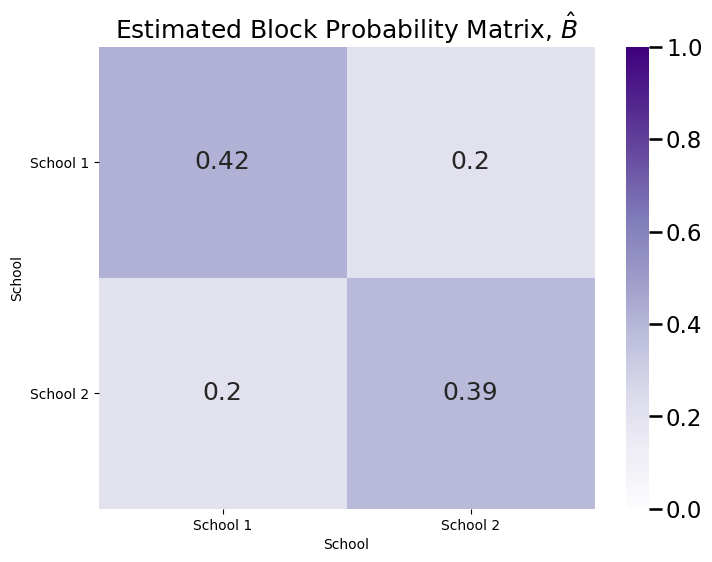 Estimated Block Probability Matrix, $\hat{B}$
School 1
0.42
0.2
School 2
0.2
0.39
School
School 1
School 2
School
1.0
0.8
0.6
0.4
0.2
0.0